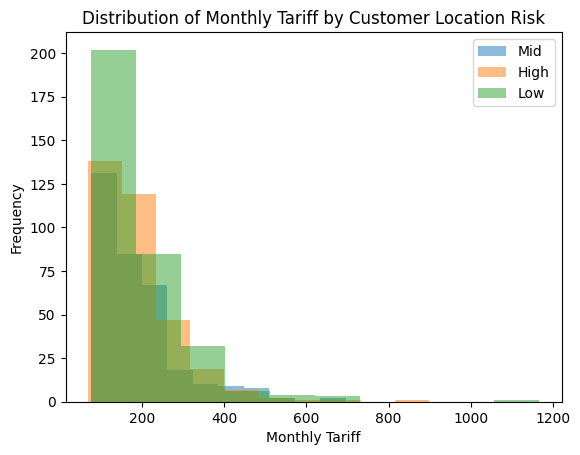 Distribution of Monthly Tariff by Customer Location Risk
Mid
High
Low
200
175
150
125
100
75
50
25
0
Frequency
200 400 600 800 1000 1200
Monthly Tariff